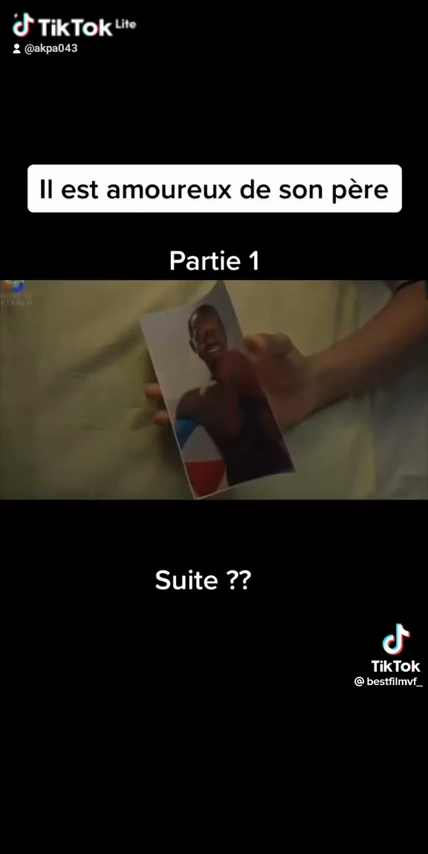 TikTok Lite
@akpa043
Il est amoureux de son père
Partie 1
Suite ??
TikTok
@bestfilmvf_